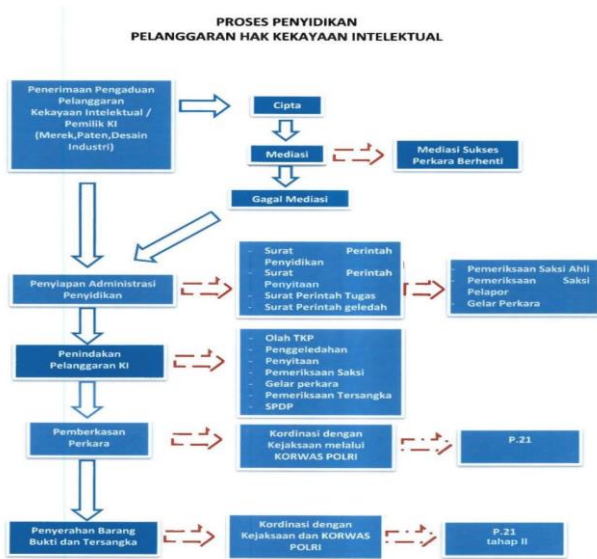 PROSES PENYIDIKAN
PELANGGARAN HAK KEKAYAAN INTELEKTUAL
Penerimaan Pengaduan
Pelanggaran
Kekayaan Intelektual /
Pemilik KI
(Merek,Paten,Desain
Industri)
Cipta
Mediasi
Mediasi Sukses
Perkara Berhenti
Gagal Mediasi
Penyiapan Administrasi
Penyidikan
- Surat Perintah
Penyidikan
- Surat Perintah
Penyitaan
- Surat Perintah Tugas
- Surat Perintah geledah
- Pemeriksaan Saksi Ahli
- Pemeriksaan Saksi
Pelapor
- Gelar Perkara
Penindakan
Pelanggaran KI
- Olah TKP
- Penggeledahan
- Penyitaan
- Pemeriksaan Saksi
- Gelar perkara
- Pemeriksaan Tersangka
- SPDP
Pemberkasan
Perkara
Kordinasi dengan
Kejaksaan melalui
KORWAS POLRI
P.21
Penyerahan Barang
Bukti dan Tersangka
Kordinasi dengan
Kejaksaan dan KORWAS
POLRI
P.21
tahap II